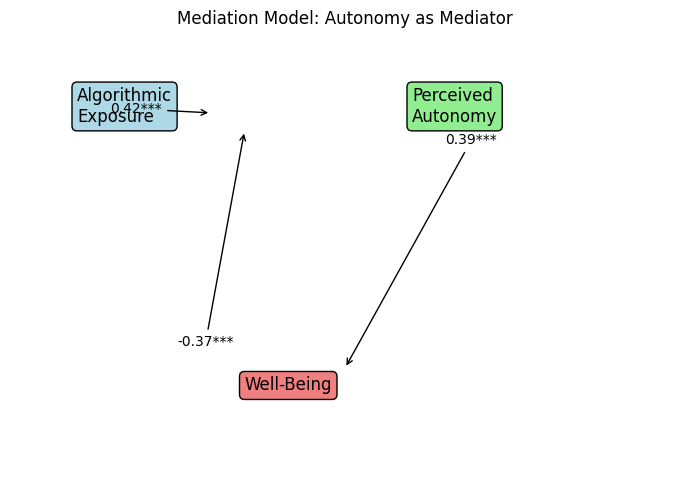 Mediation Model: Autonomy as Mediator
Algorithmic
Exposure
0.42***
Perceived
Autonomy
0.39***
-0.37***
Well-Being